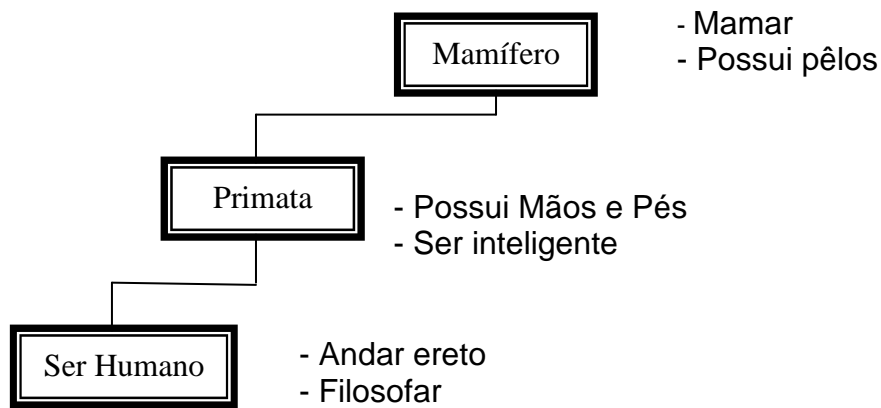 - Mamar
Mamífero
- Possui pêlos
Primata
- Possui Mãos e Pés
- Ser inteligente
Ser Humano
- Andar ereto
- Filosofar